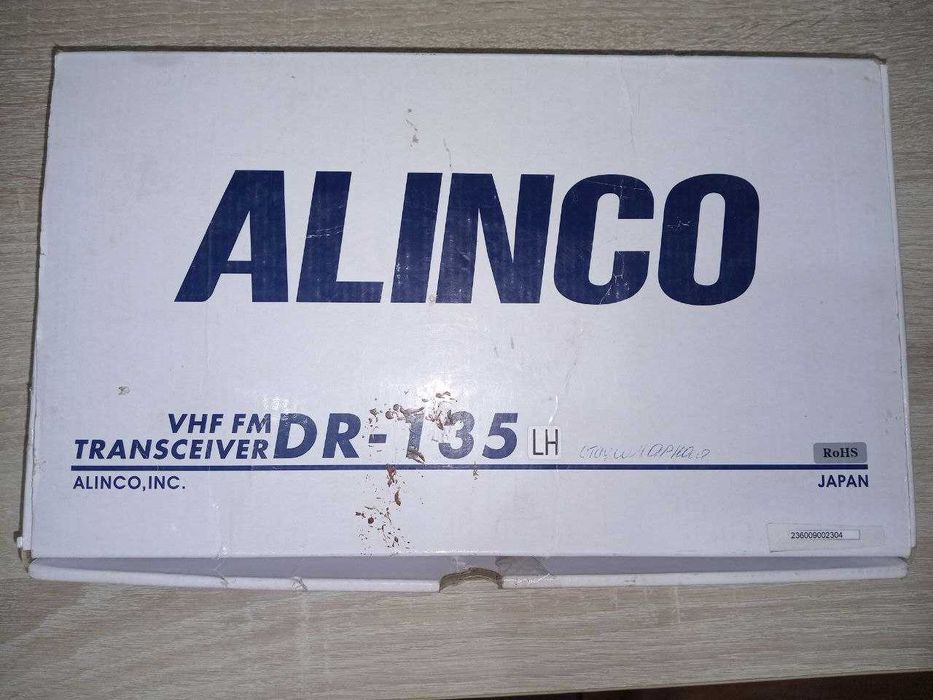 ALINCO
VHF FM
TRANSCEIVER DR-135 LH
RoHS
ALINCO, INC.
JAPAN
236009002304